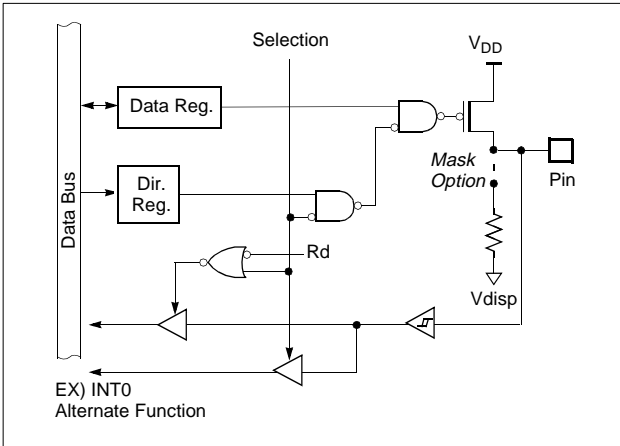 Selection
VDD
Data Reg.
Mask
Option
Pin
Dir.
Reg.
Data Bus
Rd
Vdisp
EX) INT0
Alternate Function